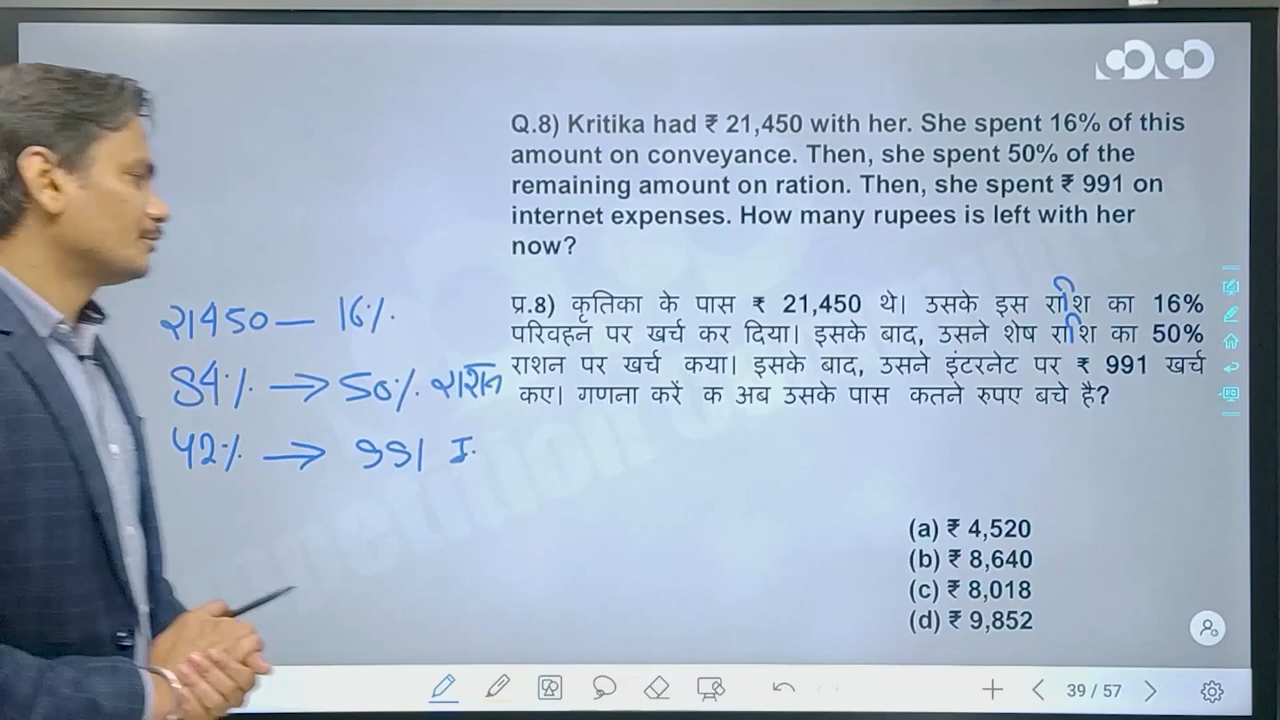 Q.8) Kritika had ₹ 21,450 with her. She spent 16% of this
amount on conveyance. Then, she spent 50% of the
remaining amount on ration. Then, she spent ₹ 991 on
internet expenses. How many rupees is left with her
now?
प्र.8) कृतिका के पास ₹ 21,450 थे। उसके इस राशि का 16%
परिवहन पर खर्च कर दिया। इसके बाद, उसने शेष राशि का 50%
राशन पर खर्च कया। इसके बाद, उसने इंटरनेट पर ₹ 991 खर्च
कए। गणना करें क अब उसके पास कतने रुपए बचे है?
21450 — 16%
84% → 50% राशन
42% → 991 I.
(a) ₹ 4,520
(b) ₹ 8,640
(c) ₹ 8,018
(d) ₹ 9,852
39 / 57